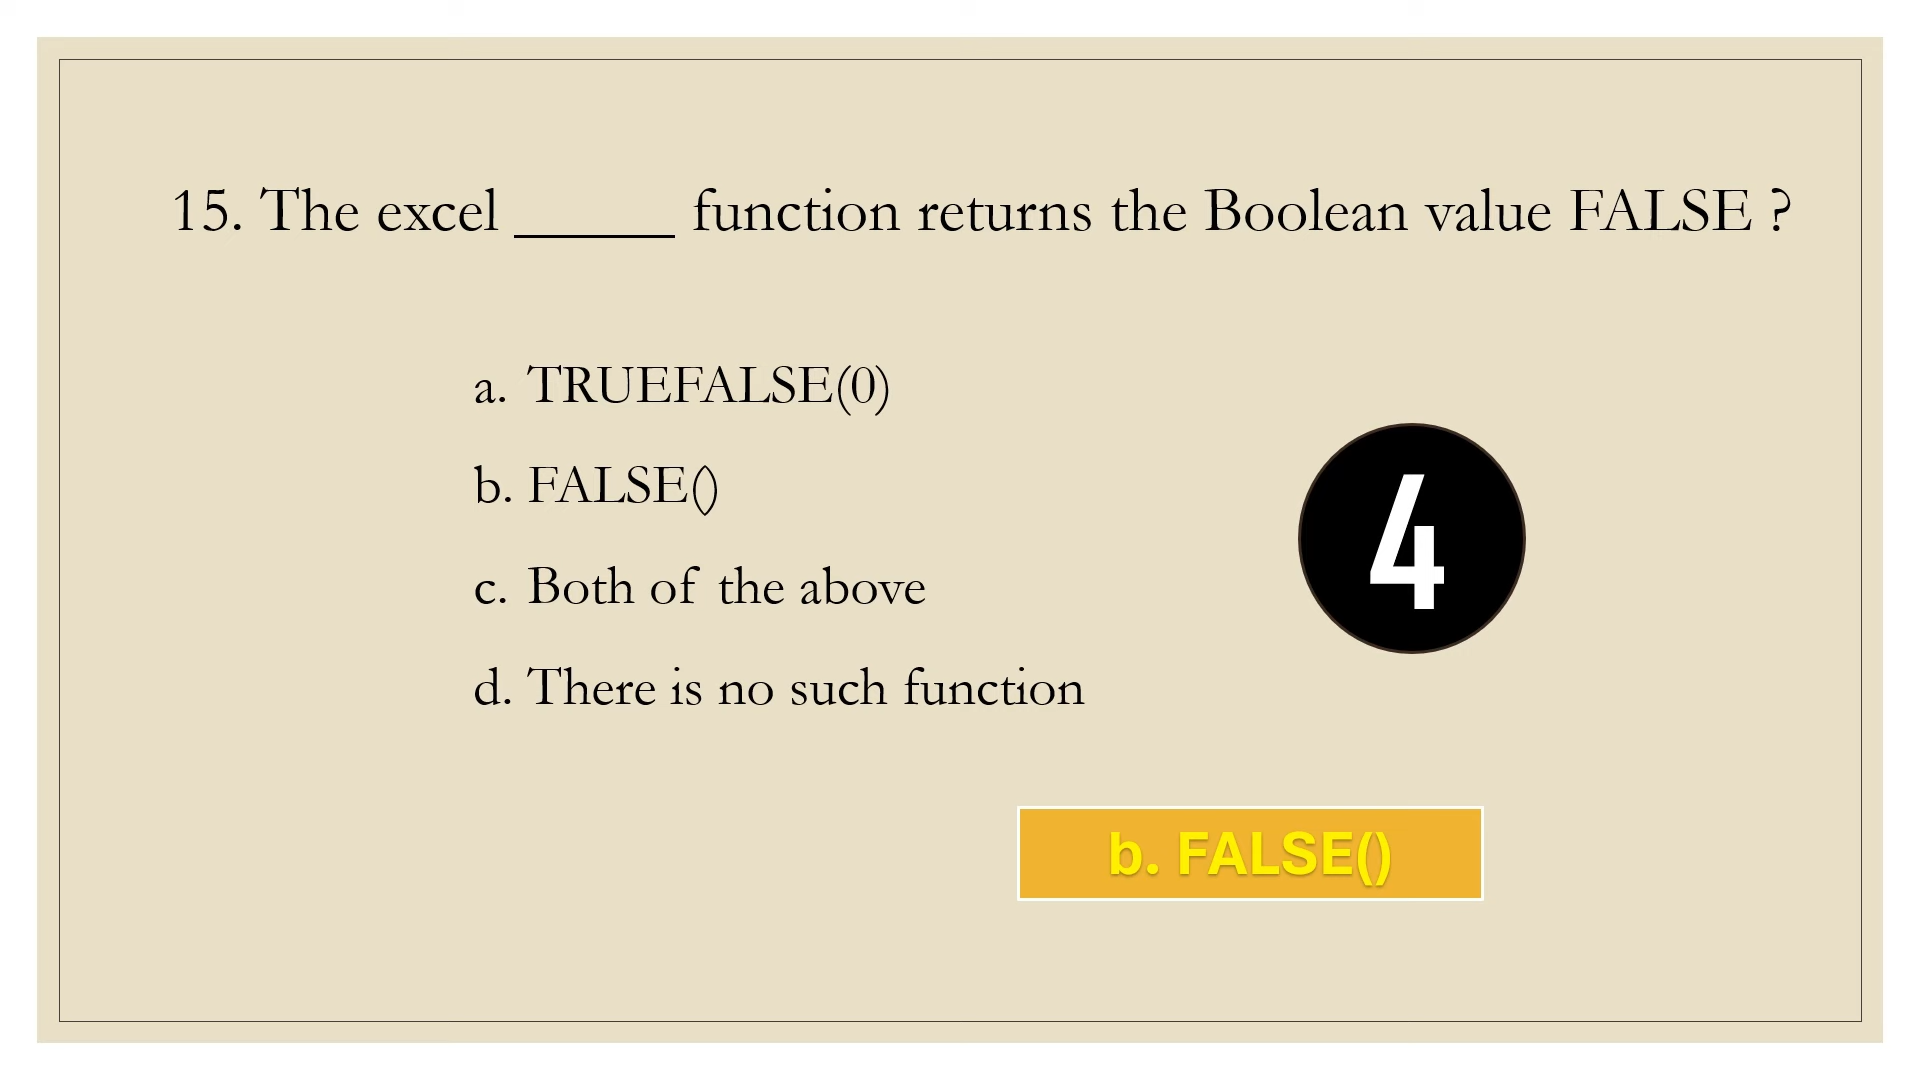 15. The excel _____ function returns the Boolean value FALSE ?
a. TRUEFALSE(0)
b. FALSE()
c. Both of the above
d. There is no such function
4
b. FALSE()